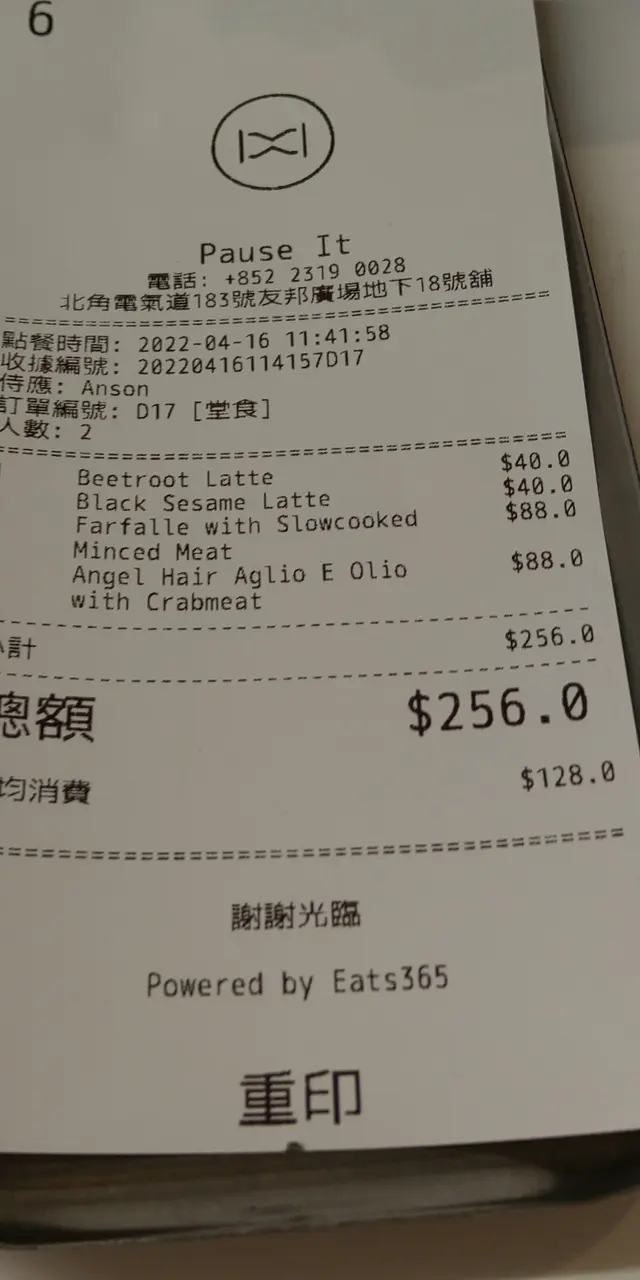 6
Pause It
電話: +852 2319 0028
北角電氣道183號友邦廣場地下18號舖
點餐時間: 2022-04-16 11:41:58
收據編號: 20220416114157D17
侍應: Anson
訂單編號: D17 [堂食]
人數: 2
Beetroot Latte $40.0
Black Sesame Latte $40.0
Farfalle with Slowcooked $88.0
Minced Meat
Angel Hair Aglio E Olio $88.0
with Crabmeat
小計 $256.0
總額 $256.0
均消費 $128.0
謝謝光臨
Powered by Eats365
重印